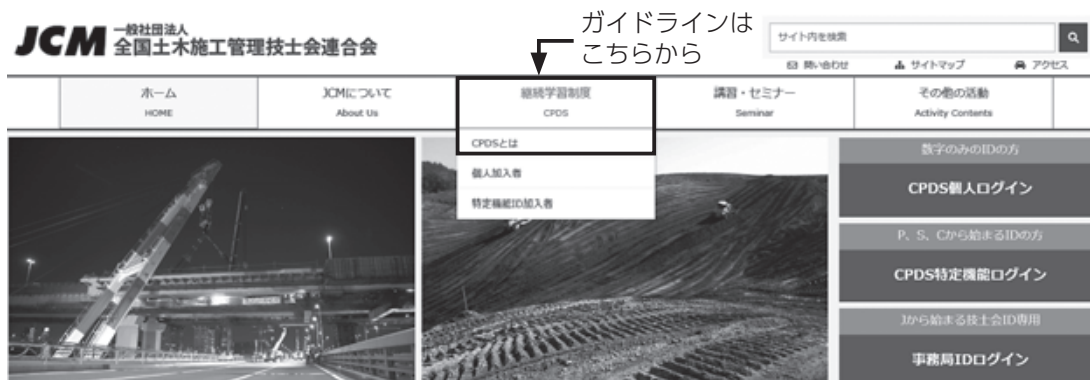 JCM 一般社団法人
全国土木施工管理技士会連合会
ガイドラインは
こちらから
サイト内を検索
問い合わせ サイトマップ アクセス
ホーム
HOME
JCMについて
About Us
継続学習制度
CPDS
講習・セミナー
Seminar
その他の活動
Activity Contents
CPDSとは
個人加入者
特定機能ID加入者
数字のみのIDの方
CPDS個人ログイン
P、S、Cから始まるIDの方
CPDS特定機能ログイン
Jから始まる技士会ID専用
事務局IDログイン